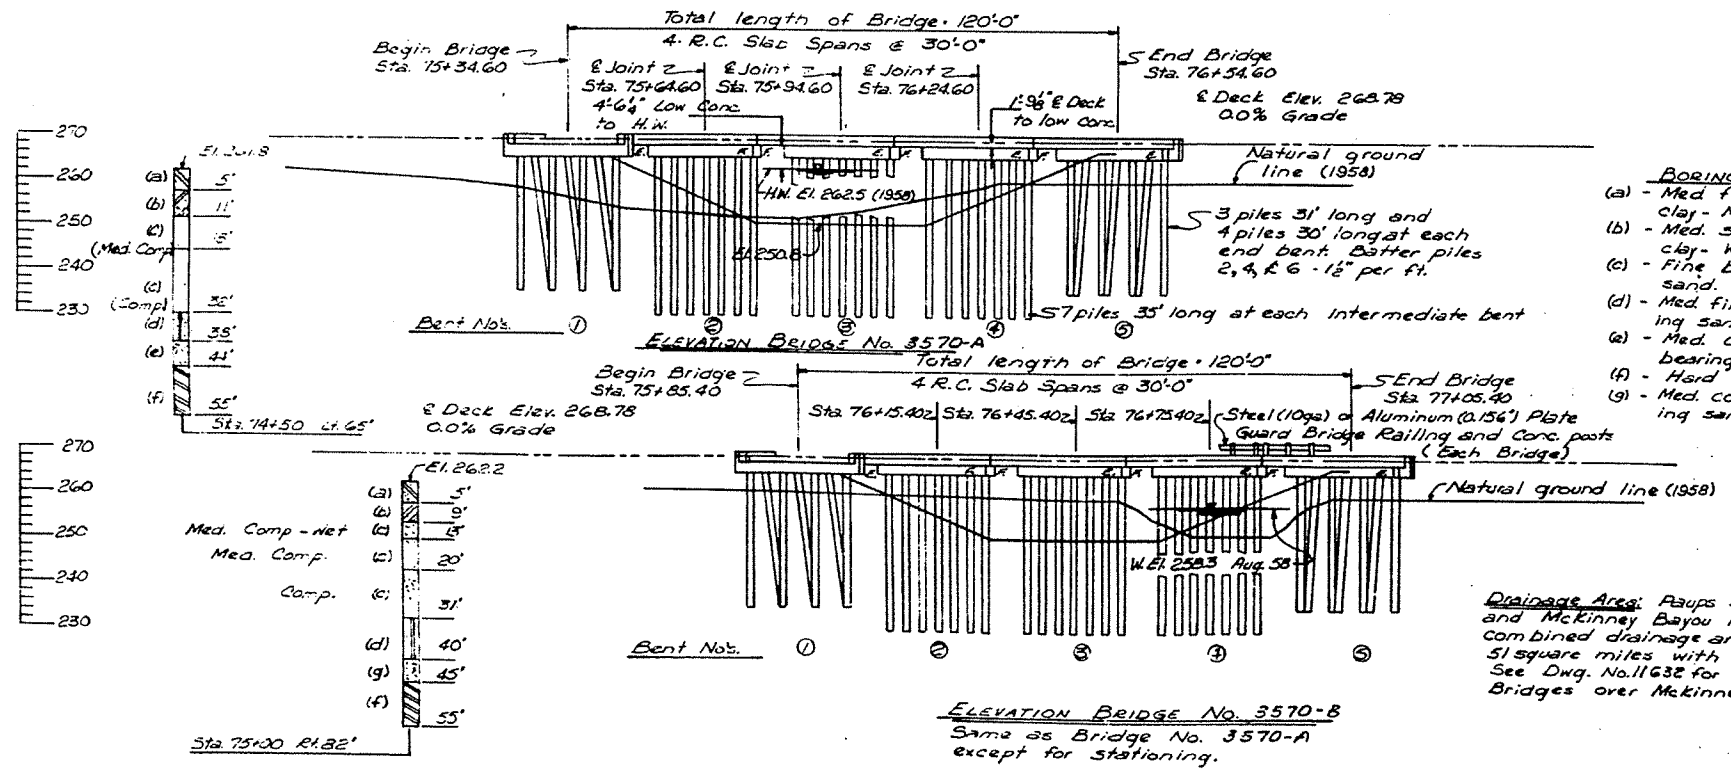 Total length of Bridge • 120'-0"
4- R.C. Slab Spans @ 30'-0"
Begin Bridge
Sta. 75+34.60
End Bridge
Sta. 76+54.60
₵ Joint
Sta. 75+64.60
₵ Joint
Sta. 75+94.60
₵ Joint
Sta. 76+24.60
4'-6¼" Low Conc.
to H.W.
1'-9⅛" ₵ Deck
to low conc.
₵ Deck Elev. 268.78
0.0% Grade
270
260
250
240
230
(a) 5'
(b) 11'
(c)
(Med. Comp)
(c) 32'
(Comp)
(d) 38'
(e) 44'
(f) 55'
Sta. 74+50 Lt. 65'
H.W. El. 262.5 (1958)
El. 250.8
Natural ground
line (1958)
3 piles 31' long and
4 piles 30' long at each
end bent. Batter piles
2, 4, & 6 - 1½" per ft.
7 piles 35' long at each intermediate bent
Bent No's. 1 2 3 4 5
ELEVATION BRIDGE No. 3570-A
BORING
(a) - Med. f
clay -
(b) - Med. s
clay -
(c) - Fine
sand.
(d) - Med. fi
ing san
(e) - Med. c
bearing
(f) - Hard
(g) - Med. co
ing sa
Total length of Bridge • 120'-0"
4 R.C. Slab Spans @ 30'-0"
Begin Bridge
Sta. 75+85.40
End Bridge
Sta. 77+05.40
Sta. 76+15.40
Sta. 76+45.40
Sta. 76+75.40
Steel (10ga) or Aluminum (0.156") Plate
Guard Bridge Railing and Conc. posts
(Each Bridge)
₵ Deck Elev. 268.78
0.0% Grade
270
260
250
240
230
El. 262.2
(a) 5'
(b) 9'
Med. Comp - Wet (c) 13'
Med. Comp. (c) 20'
Comp. (c) 31'
(d) 40'
(g) 45'
(f) 55'
Sta. 75+00 Rt. 82'
Natural ground line (1958)
W. El. 258.3 Aug. 58
Bent No's. 1 2 3 4 5
ELEVATION BRIDGE No. 3570-B
Same as Bridge No. 3570-A
except for stationing.
Drainage Area: Paups
and McKinney Bayou
combined drainage ar
51 square miles with
See Dwg. No. 11632 for
Bridges over McKinne